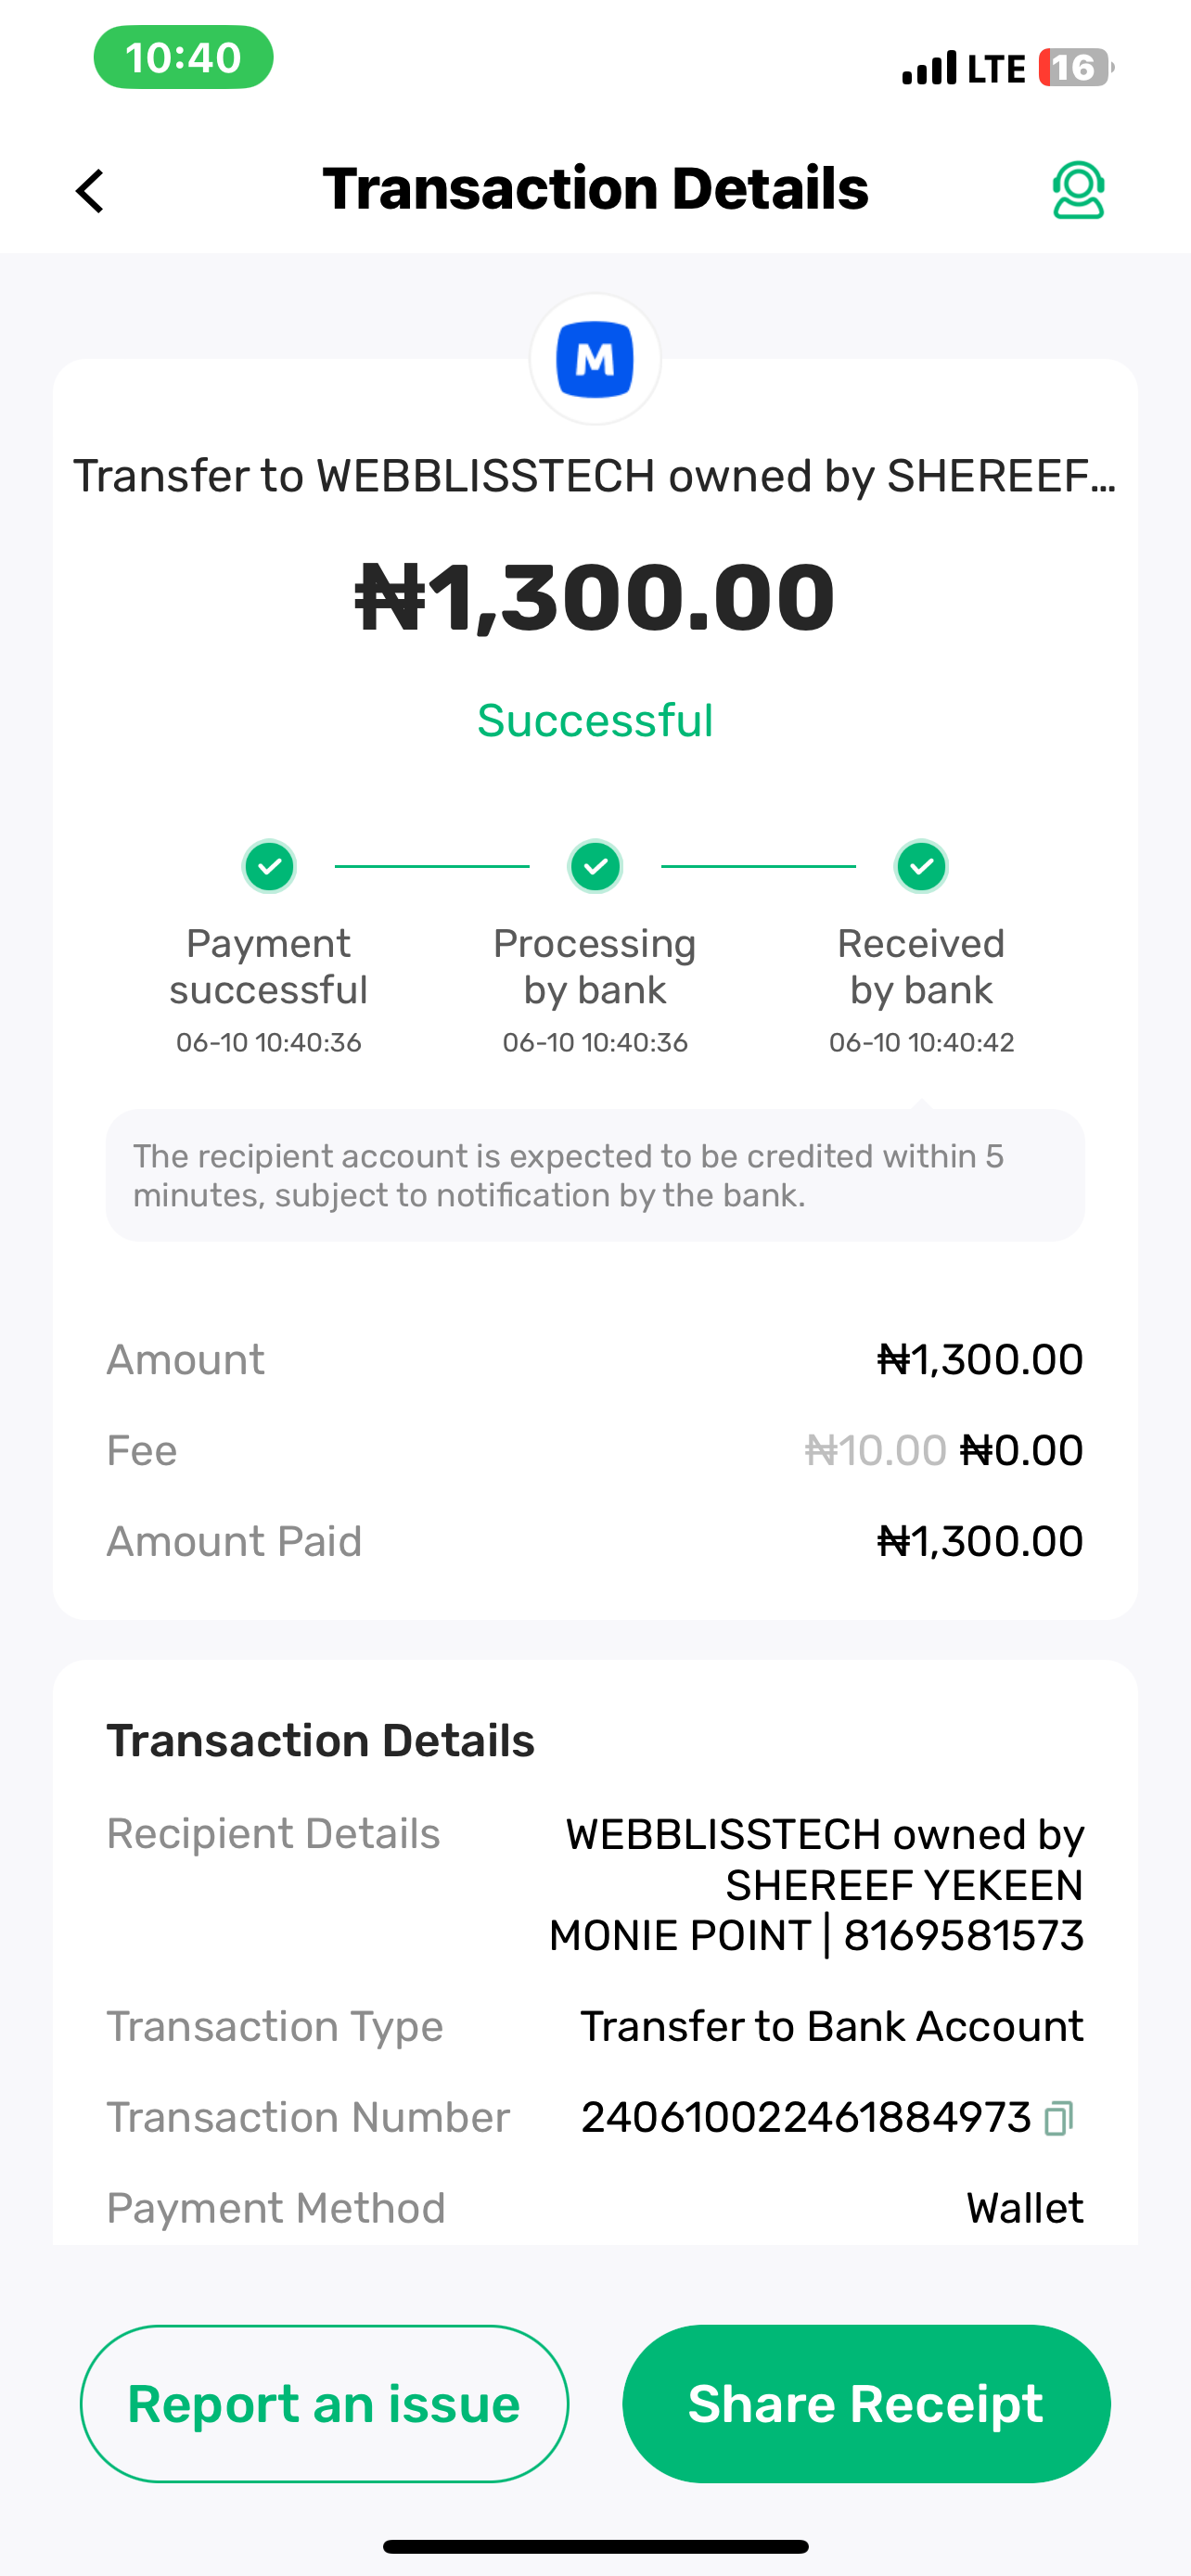 10:40
LTE 16
Transaction Details
M
Transfer to WEBBLISSTECH owned by SHEREEF...
₦1,300.00
Successful
Payment successful
06-10 10:40:36
Processing by bank
06-10 10:40:36
Received by bank
06-10 10:40:42
The recipient account is expected to be credited within 5
minutes, subject to notification by the bank.
Amount ₦1,300.00
Fee ₦10.00 ₦0.00
Amount Paid ₦1,300.00
Transaction Details
Recipient Details WEBBLISSTECH owned by
SHEREEF YEKEEN
MONIE POINT | 8169581573
Transaction Type Transfer to Bank Account
Transaction Number 240610022461884973
Payment Method Wallet
Report an issue Share Receipt